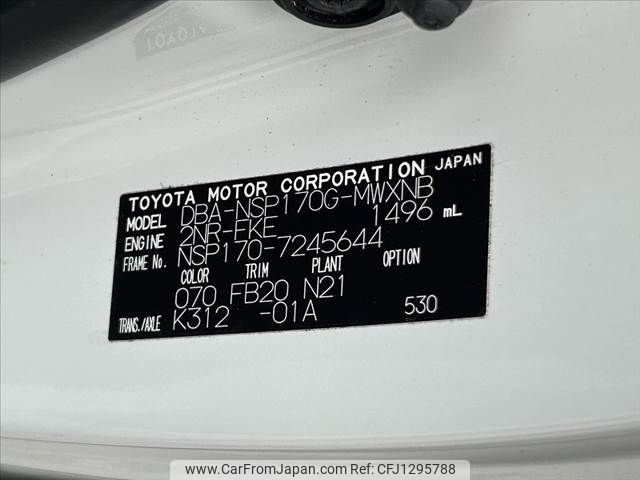 TOYOTA MOTOR CORPORATION JAPAN
MODEL DBA-NSP170G-MWXNB
ENGINE 2NR-FKE 1496 mL
FRAME No. NSP170-7245644
COLOR TRIM PLANT OPTION
070 FB20 N21
TRANS./AXLE K312 -01A 530
www.CarFromJapan.com - CFJ1295788